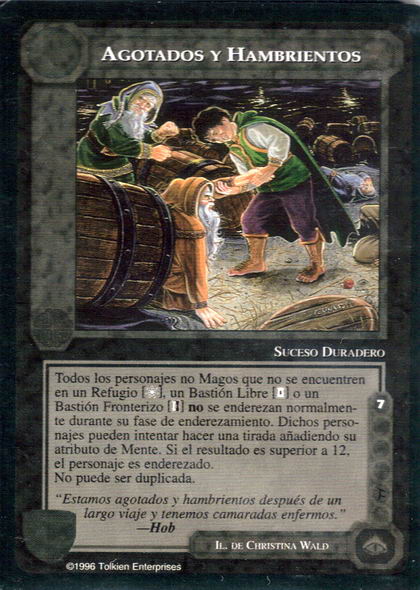 AGOTADOS Y HAMBRIENTOS
SUCESO DURADERO
Todos los personajes no Magos que no se encuentren
en un Refugio [ ], un Bastión Libre [ ] o un
Bastión Fronterizo [ ] no se enderezan normalmen-
te durante su fase de enderezamiento. Dichos perso-
najes pueden intentar hacer una tirada añadiendo su
atributo de Mente. Si el resultado es superior a 12,
el personaje es enderezado.
No puede ser duplicada.
7
“Estamos agotados y hambrientos después de un
largo viaje y tenemos camaradas enfermos.”
—Hob
IL. DE CHRISTINA WALD
©1996 Tolkien Enterprises